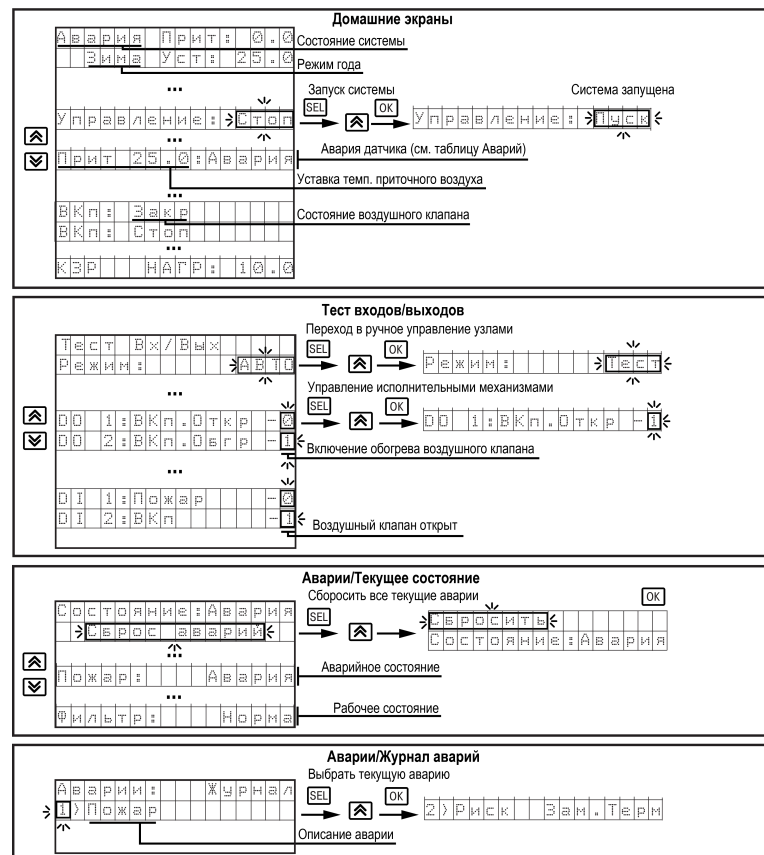 Домашние экраны
Авария Прит: 0.0
Состояние системы
Зима Уст: 25.0
Режим года
...
Запуск системы
Система запущена
Управление: Стоп
SEL
OK
Управление: Пуск
...
Прит 25.0:Авария
Авария датчика (см. таблицу Аварий)
Уставка темп. приточного воздуха
...
ВКп: Закр
Состояние воздушного клапана
ВКп: Стоп
...
КЗР НАГР: 10.0
Тест входов/выходов
Переход в ручное управление узлами
Тест Вх/Вых
Режим: АВТО
SEL
OK
Режим: Тест
...
Управление исполнительными механизмами
DO 1:ВКп.Откр -0
SEL
OK
DO 1:ВКп.Откр -1
DO 2:ВКп.Обгр -1
Включение обогрева воздушного клапана
...
DI 1:Пожар -0
DI 2:ВКп -1
Воздушный клапан открыт
Аварии/Текущее состояние
Сборосить все текущие аварии
Состояние:Авария
SEL
OK
Сбросить
Сброс аварий
Состояние:Авария
...
Пожар: Авария
Аварийное состояние
...
Фильтр: Норма
Рабочее состояние
Аварии/Журнал аварий
Выбрать текущую аварию
Аварии: Журнал
SEL
OK
1)Пожар
2)Риск Зам.Терм
Описание аварии